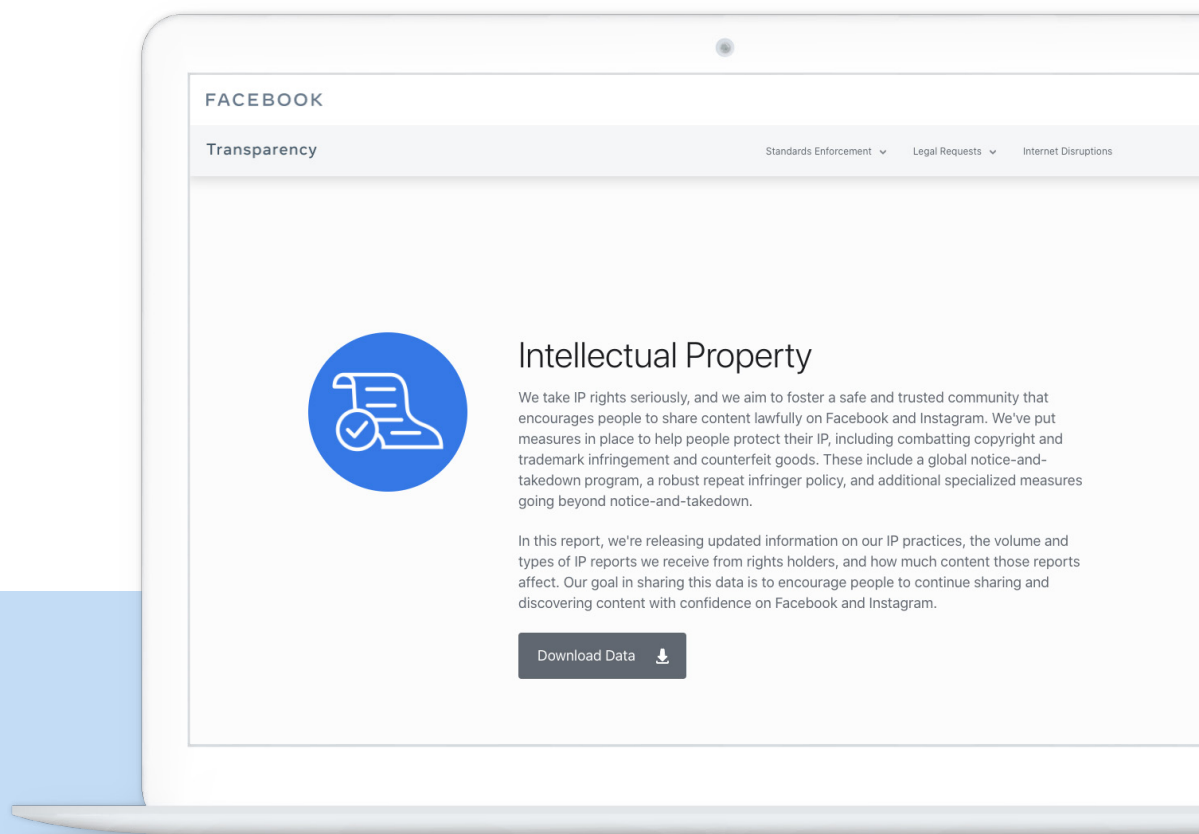 FACEBOOK
Transparency
Standards Enforcement
Legal Requests
Internet Disruptions
Intellectual Property
We take IP rights seriously, and we aim to foster a safe and trusted community that
encourages people to share content lawfully on Facebook and Instagram. We've put
measures in place to help people protect their IP, including combatting copyright and
trademark infringement and counterfeit goods. These include a global notice-and-
takedown program, a robust repeat infringer policy, and additional specialized measures
going beyond notice-and-takedown.
In this report, we're releasing updated information on our IP practices, the volume and
types of IP reports we receive from rights holders, and how much content those reports
affect. Our goal in sharing this data is to encourage people to continue sharing and
discovering content with confidence on Facebook and Instagram.
Download Data